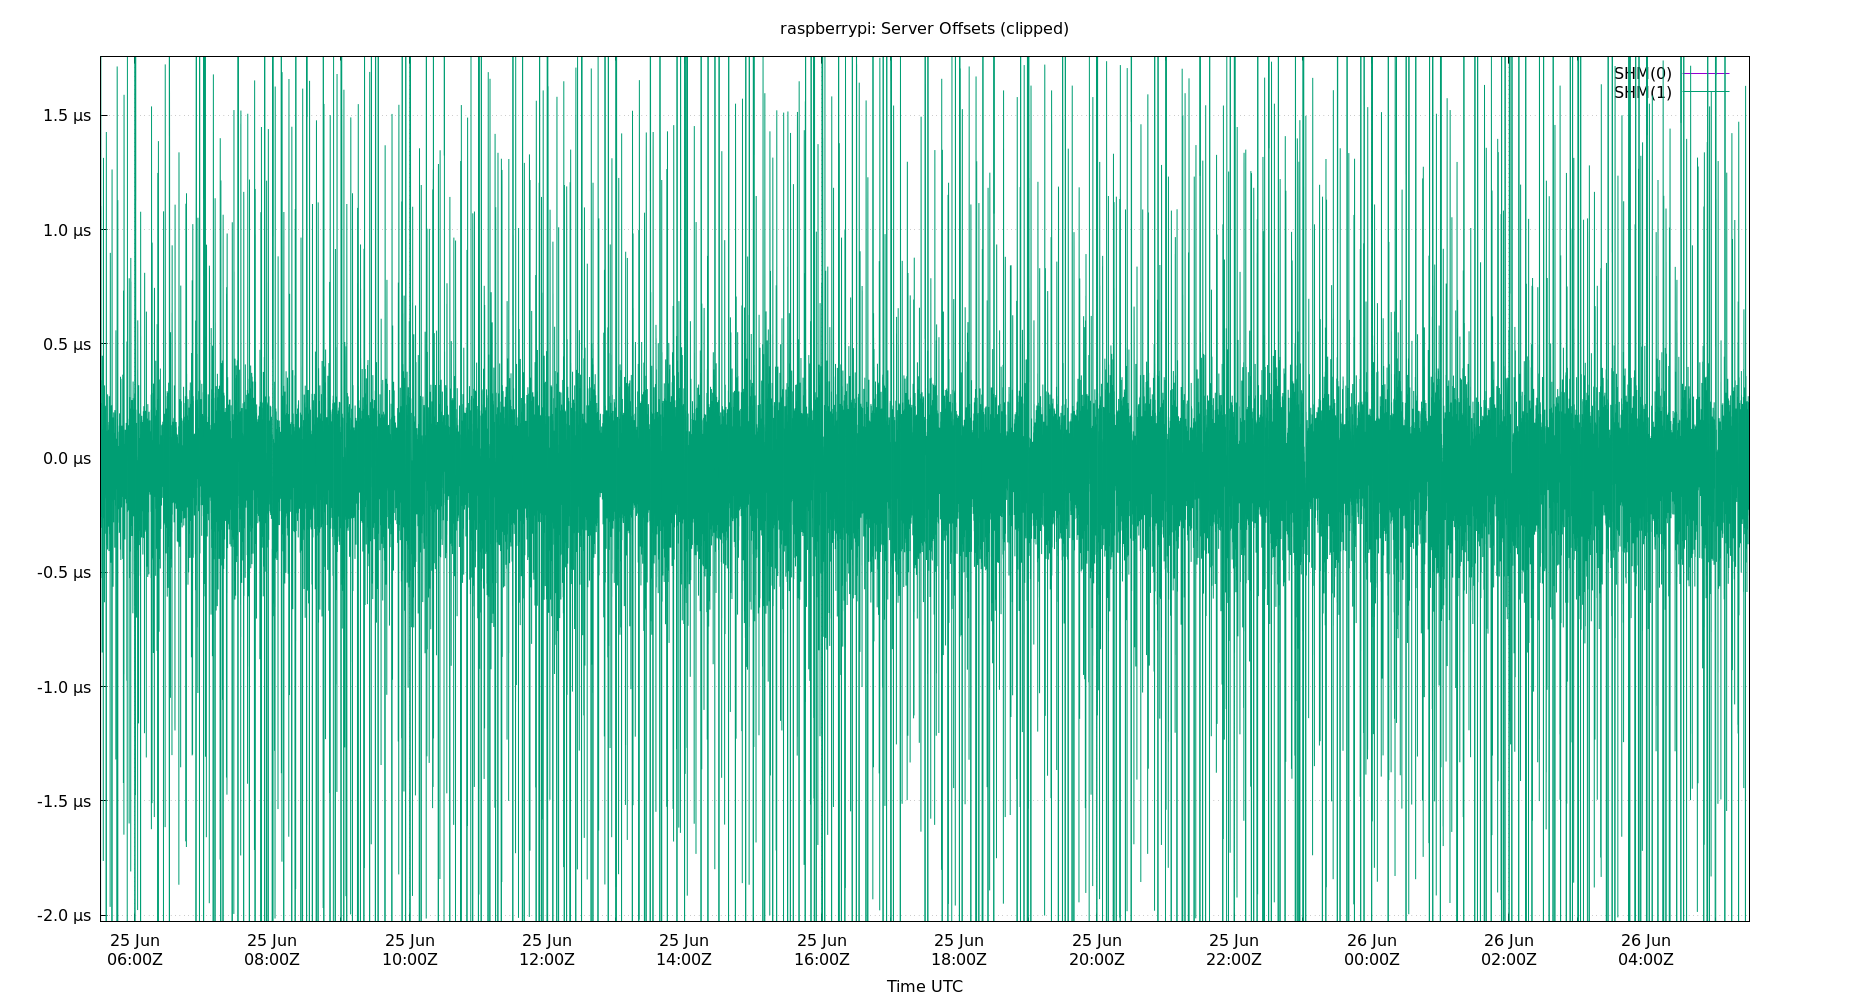 raspberrypi: Server Offsets (clipped)
SHM(0)
SHM(1)
1.5 µs
1.0 µs
0.5 µs
0.0 µs
-0.5 µs
-1.0 µs
-1.5 µs
-2.0 µs
25 Jun 25 Jun 25 Jun 25 Jun 25 Jun 25 Jun 25 Jun 25 Jun 25 Jun 26 Jun 26 Jun 26 Jun
06:00Z 08:00Z 10:00Z 12:00Z 14:00Z 16:00Z 18:00Z 20:00Z 22:00Z 00:00Z 02:00Z 04:00Z
Time UTC